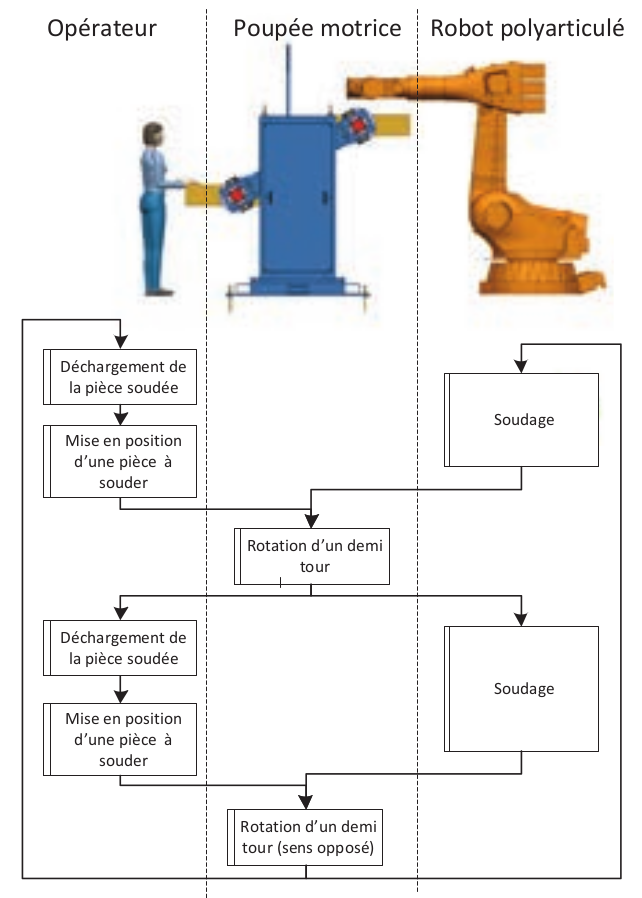 Opérateur
Poupée motrice
Robot polyarticulé
Déchargement de
la pièce soudée
Soudage
Mise en position
d'une pièce à
souder
Rotation d'un demi
tour
Déchargement de
la pièce soudée
Soudage
Mise en position
d'une pièce à
souder
Rotation d'un demi
tour (sens opposé)